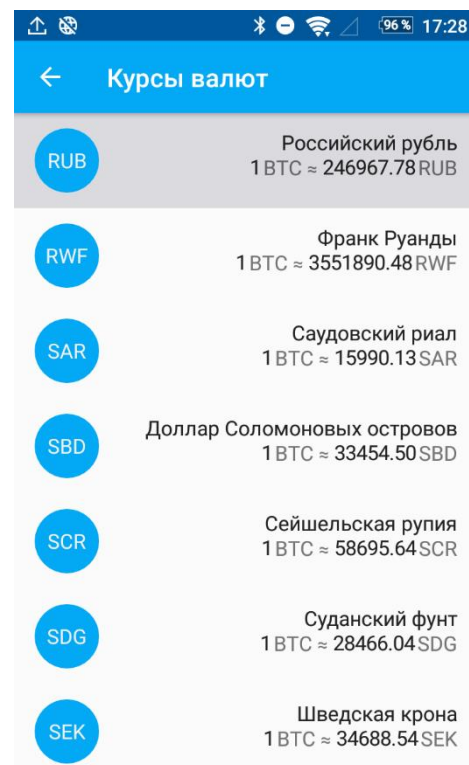 96% 17:28
Курсы валют
RUB
Российский рубль
1 BTC ≈ 246967.78 RUB
RWF
Франк Руанды
1 BTC ≈ 3551890.48 RWF
SAR
Саудовский риал
1 BTC ≈ 15990.13 SAR
SBD
Доллар Соломоновых островов
1 BTC ≈ 33454.50 SBD
SCR
Сейшельская рупия
1 BTC ≈ 58695.64 SCR
SDG
Суданский фунт
1 BTC ≈ 28466.04 SDG
SEK
Шведская крона
1 BTC ≈ 34688.54 SEK